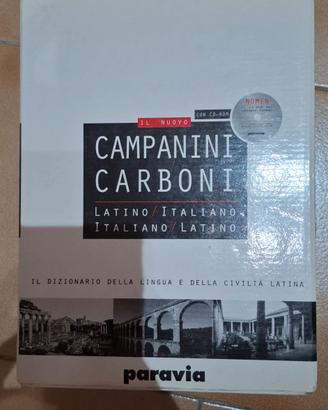 IL NUOVO
CON CD-ROM
NOMEN
CAMPANINI
CARBONI
LATINO/ITALIANO
ITALIANO/LATINO
IL DIZIONARIO DELLA LINGUA E DELLA CIVILTÀ LATINA
paravia